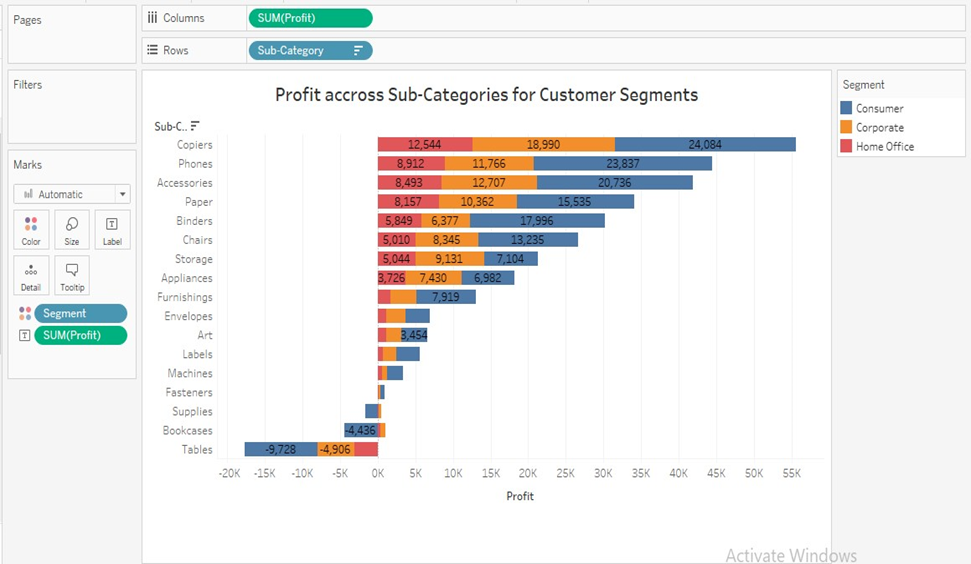 Pages
Columns
SUM(Profit)
Rows
Sub-Category
Filters
Marks
Automatic
Color
Size
Label
Detail
Tooltip
Segment
SUM(Profit)
Profit accross Sub-Categories for Customer Segments
Sub-C..
Copiers 12,544 18,990 24,084
Phones 8,912 11,766 23,837
Accessories 8,493 12,707 20,736
Paper 8,157 10,362 15,535
Binders 5,849 6,377 17,996
Chairs 5,010 8,345 13,235
Storage 5,044 9,131 7,104
Appliances 3,726 7,430 6,982
Furnishings 7,919
Envelopes
Art 3,454
Labels
Machines
Fasteners
Supplies
Bookcases -4,436
Tables -9,728 -4,906
-20K -15K -10K -5K 0K 5K 10K 15K 20K 25K 30K 35K 40K 45K 50K 55K
Profit
Segment
Consumer
Corporate
Home Office
Activate Windows